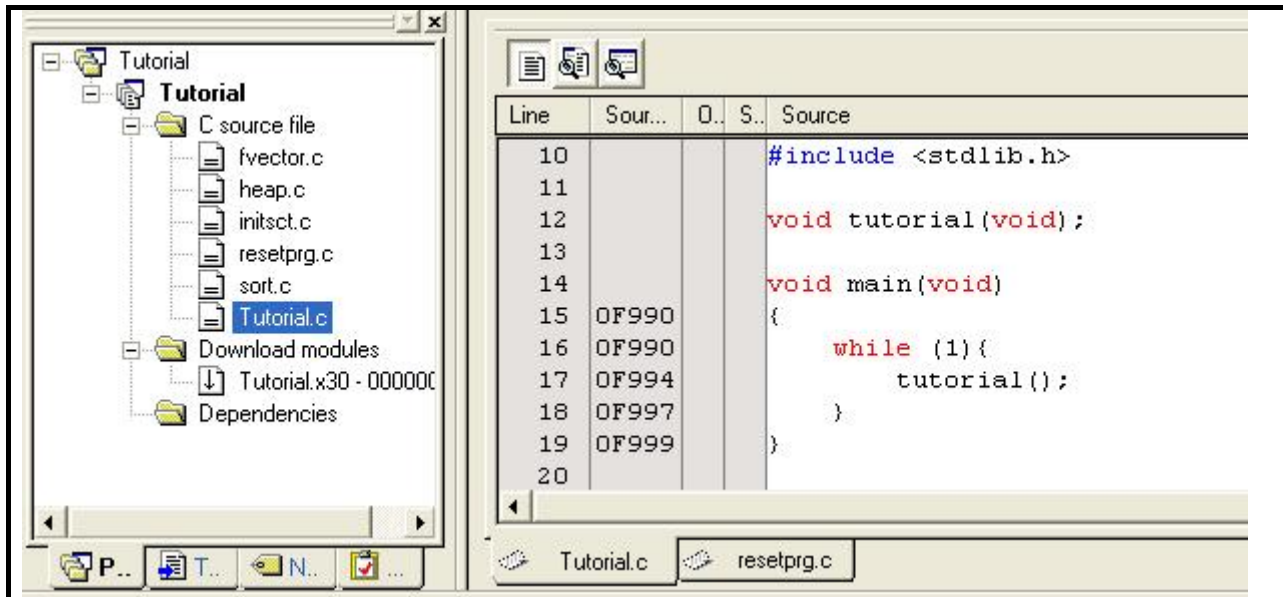 Tutorial
Tutorial
C source file
fvector.c
heap.c
initsct.c
resetprg.c
sort.c
Tutorial.c
Download modules
Tutorial.x30 - 000000
Dependencies
P.. T.. N.. ...
Line Sour... O.. S.. Source
10 #include <stdlib.h>
11
12 void tutorial(void);
13
14 void main(void)
15 0F990 {
16 0F990 while (1){
17 0F994 tutorial();
18 0F997 }
19 0F999 }
20
Tutorial.c resetprg.c